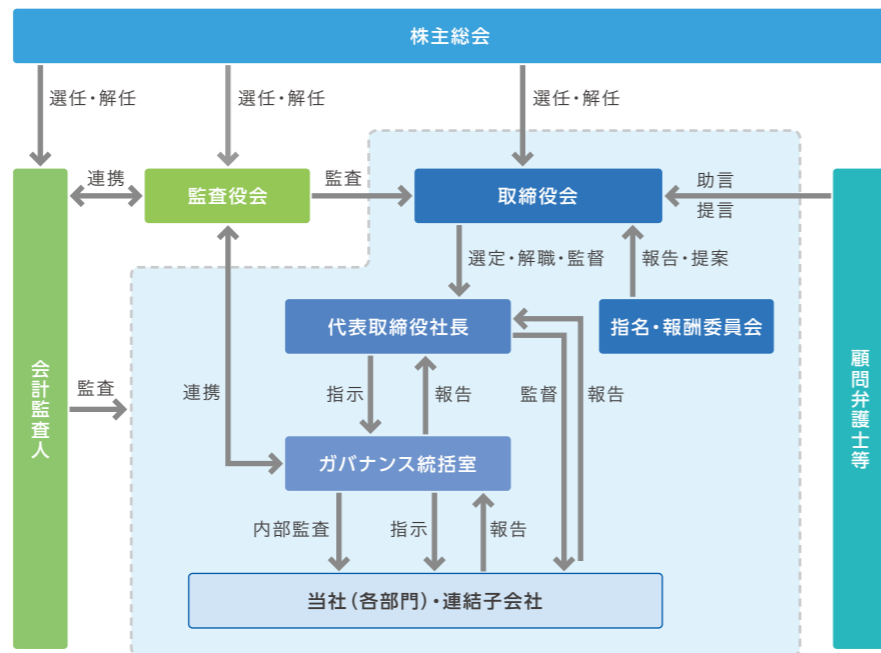 株主総会
選任・解任
選任・解任
選任・解任
連携
監査役会
監査
取締役会
助言
提言
選定・解職・監督
報告・提案
代表取締役社長
指名・報酬委員会
会計監査人
監査
連携
指示
報告
監督
報告
顧問弁護士等
ガバナンス統括室
内部監査
指示
報告
当社（各部門）・連結子会社